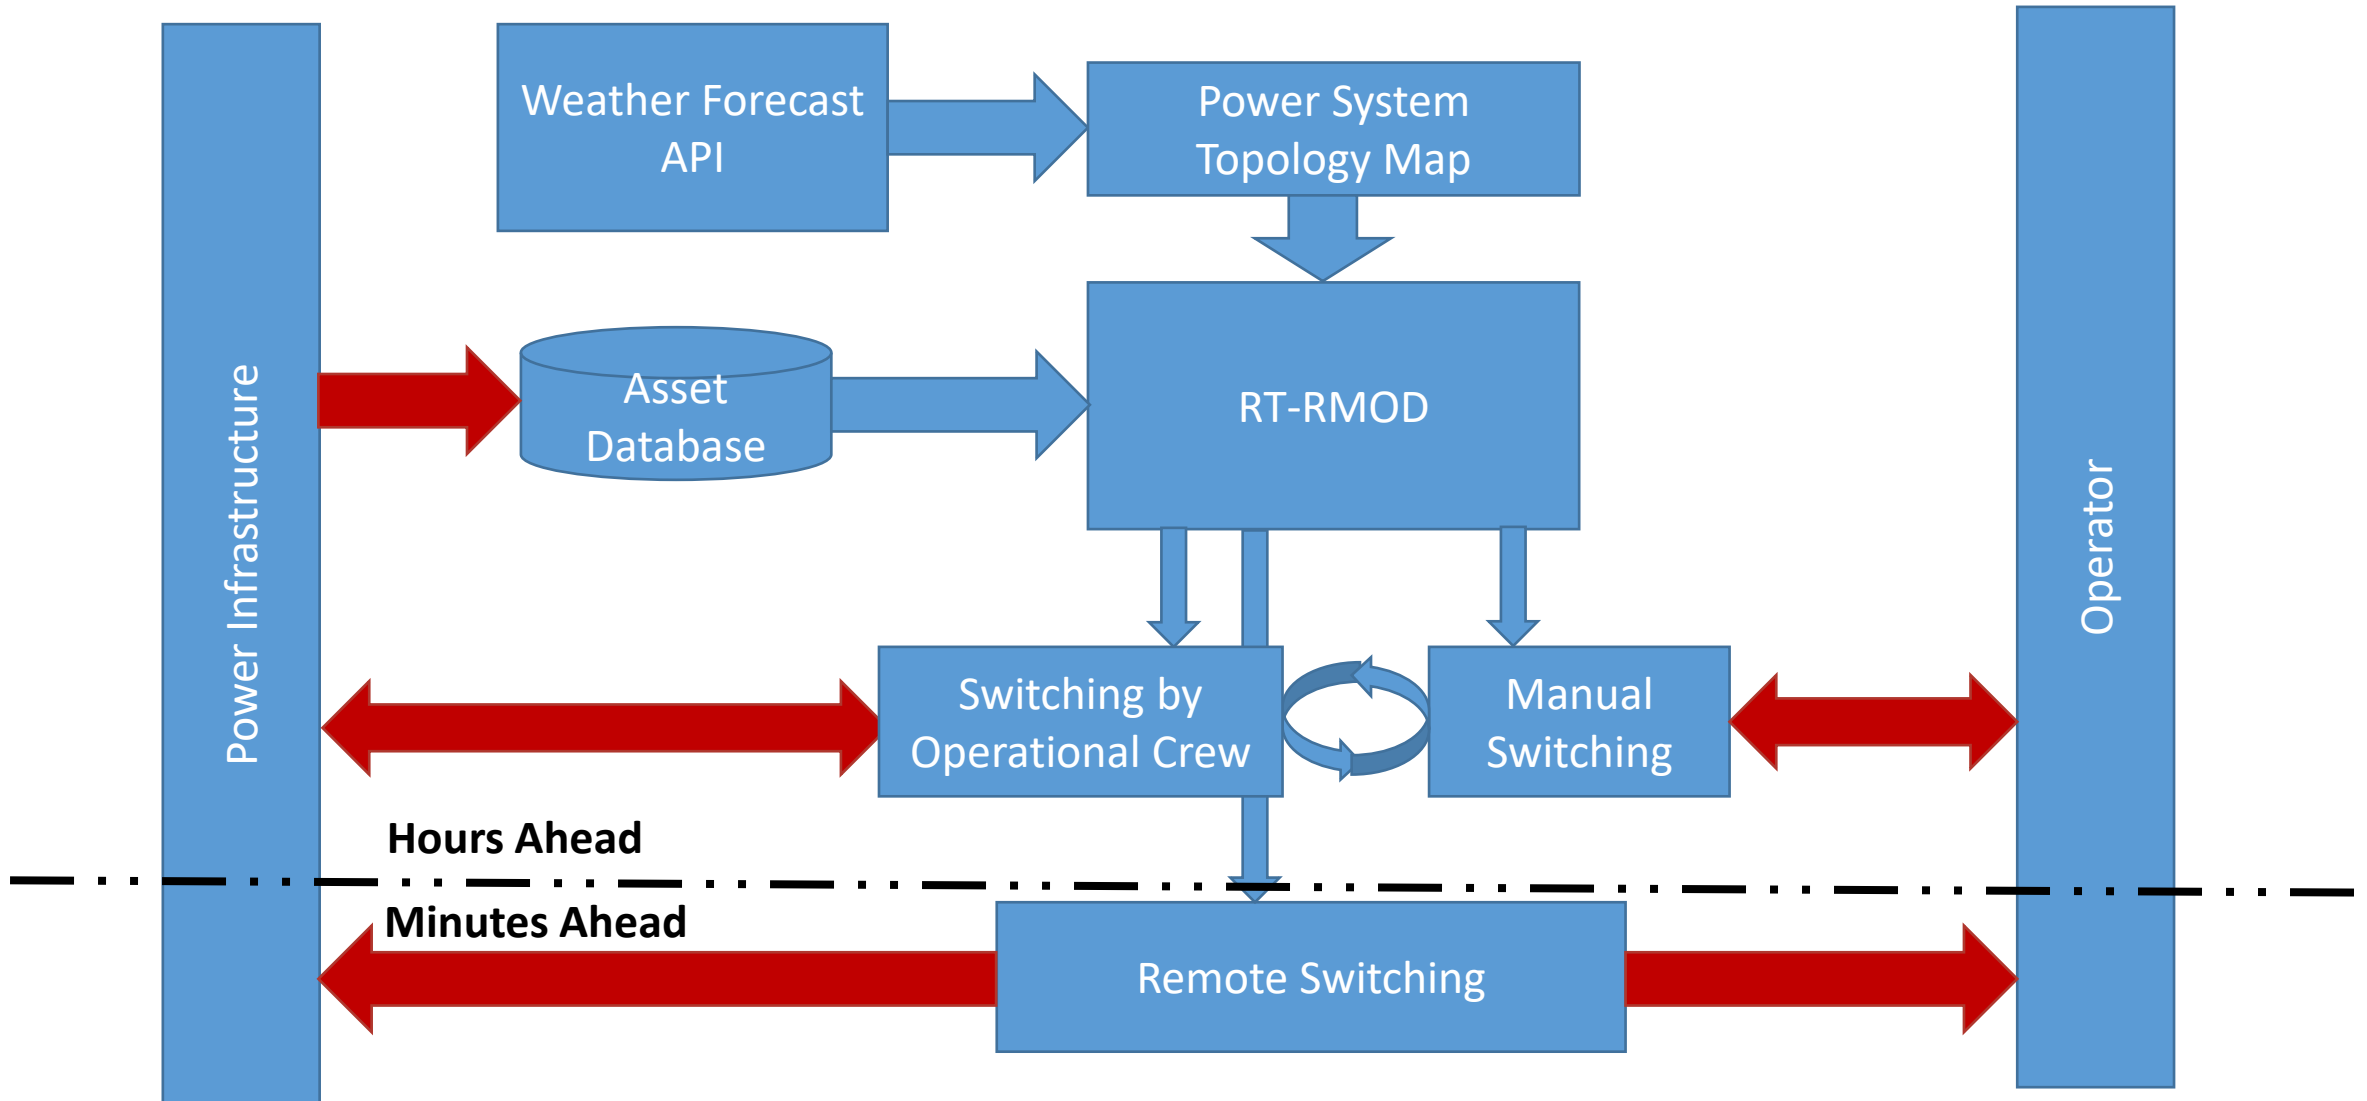 Weather Forecast
API
Power System
Topology Map
Power Infrastructure
Asset
Database
RT-RMOD
Operator
Switching by
Operational Crew
Manual
Switching
Hours Ahead
Minutes Ahead
Remote Switching